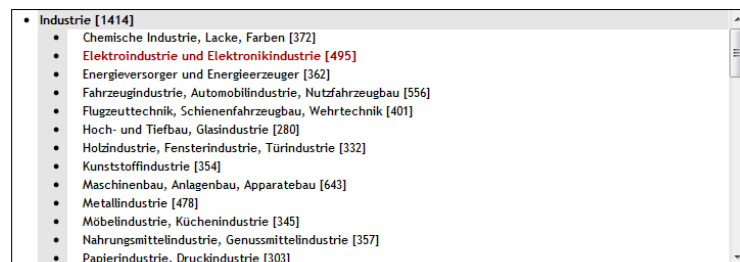 Industrie [1414]
Chemische Industrie, Lacke, Farben [372]
Elektroindustrie und Elektronikindustrie [495]
Energieversorger und Energieerzeuger [362]
Fahrzeugindustrie, Automobilindustrie, Nutzfahrzeugbau [556]
Flugzeuttechnik, Schienenfahrzeugbau, Wehrtechnik [401]
Hoch- und Tiefbau, Glasindustrie [280]
Holzindustrie, Fensterindustrie, Türindustrie [332]
Kunststoffindustrie [354]
Maschinenbau, Anlagenbau, Apparatebau [643]
Metallindustrie [478]
Möbelindustrie, Küchenindustrie [345]
Nahrungsmittelindustrie, Genussmittelindustrie [357]
Papierindustrie, Druckindustrie [303]